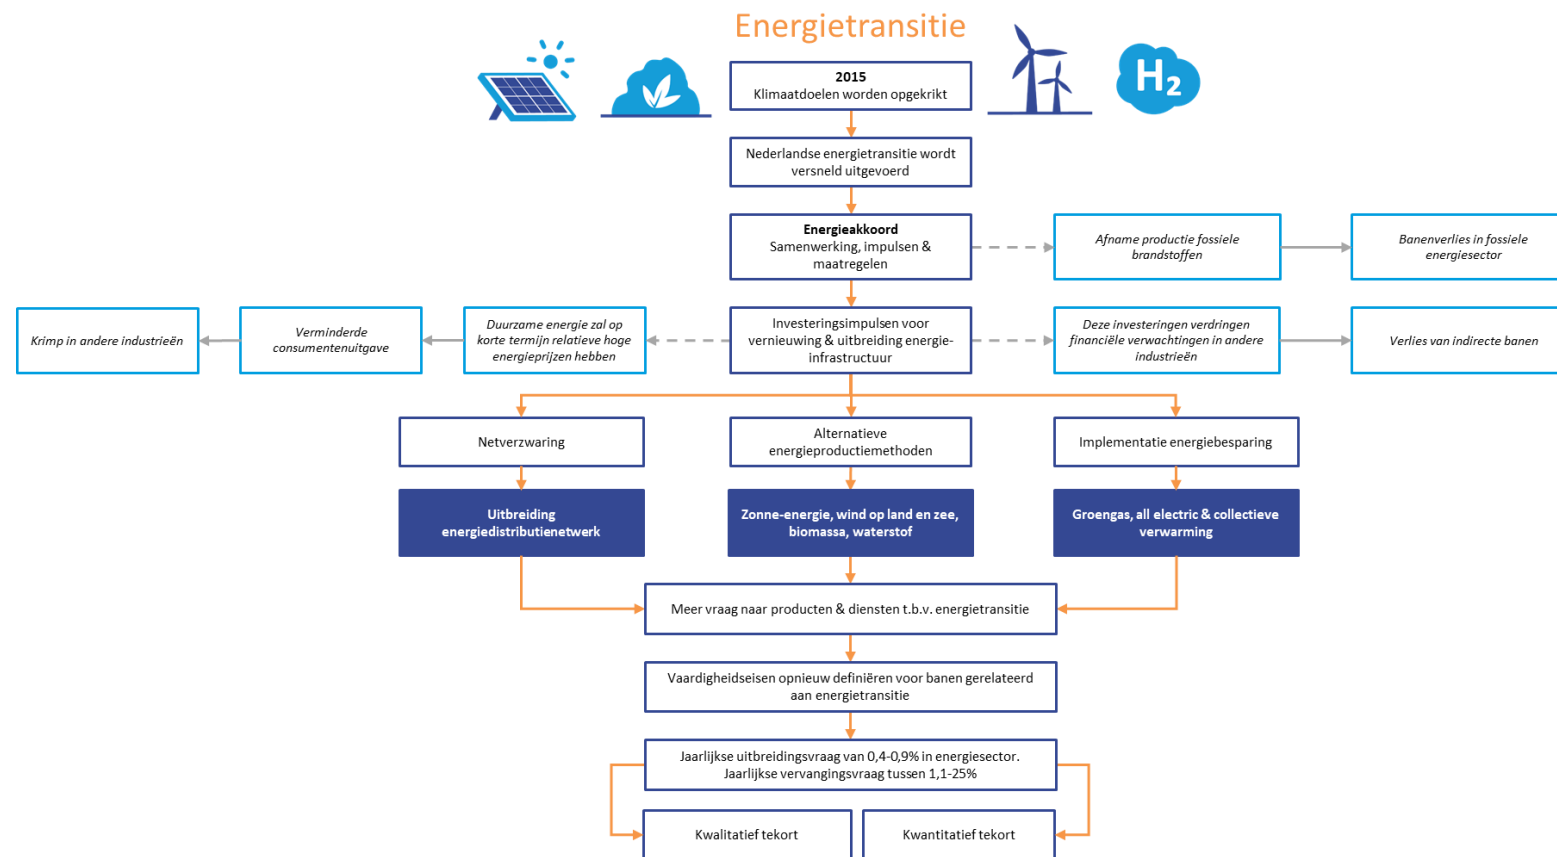 Energietransitie
H₂
2015
Klimaatdoelen worden opgekrikt
Nederlandse energietransitie wordt
versneld uitgevoerd
Energieakkoord
Samenwerking, impulsen &
maatregelen
Afname productie fossiele
brandstoffen
Banenverlies in fossiele
energiesector
Krimp in andere industrieën
Verminderde
consumentenuitgave
Duurzame energie zal op
korte termijn relatieve hoge
energieprijzen hebben
Investeringsimpulsen voor
vernieuwing & uitbreiding energie-
infrastructuur
Deze investeringen verdringen
financiële verwachtingen in andere
industrieën
Verlies van indirecte banen
Netverzwaring
Alternatieve
energieproductiemethoden
Implementatie energiebesparing
Uitbreiding
energiedistributienetwerk
Zonne-energie, wind op land en zee,
biomassa, waterstof
Groengas, all electric & collectieve
verwarming
Meer vraag naar producten & diensten t.b.v. energietransitie
Vaardigheidseisen opnieuw definiëren voor banen gerelateerd
aan energietransitie
Jaarlijkse uitbreidingsvraag van 0,4-0,9% in energiesector.
Jaarlijkse vervangingsvraag tussen 1,1-25%
Kwalitatief tekort
Kwantitatief tekort